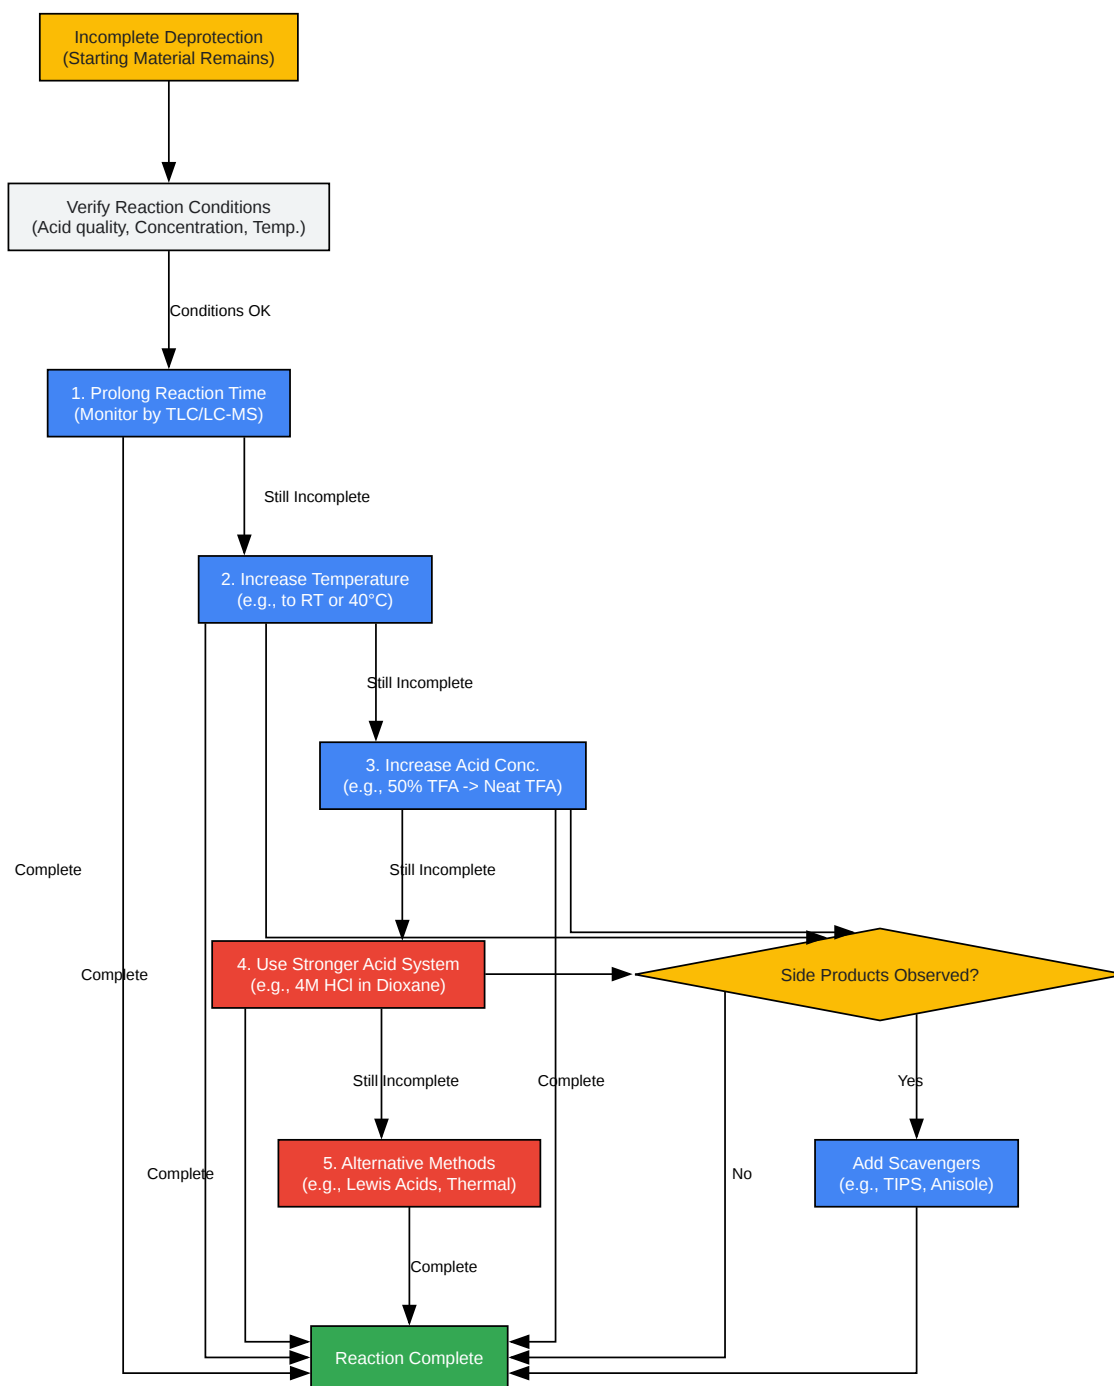 Incomplete Deprotection
(Starting Material Remains)
Verify Reaction Conditions
(Acid quality, Concentration, Temp.)
Conditions OK
1. Prolong Reaction Time
(Monitor by TLC/LC-MS)
Still Incomplete
2. Increase Temperature
(e.g., to RT or 40°C)
Still Incomplete
3. Increase Acid Conc.
(e.g., 50% TFA -> Neat TFA)
Complete
Still Incomplete
4. Use Stronger Acid System
(e.g., 4M HCl in Dioxane)
Complete
Side Products Observed?
Still Incomplete
Complete
Yes
5. Alternative Methods
(e.g., Lewis Acids, Thermal)
Complete
No
Add Scavengers
(e.g., TIPS, Anisole)
Complete
Reaction Complete